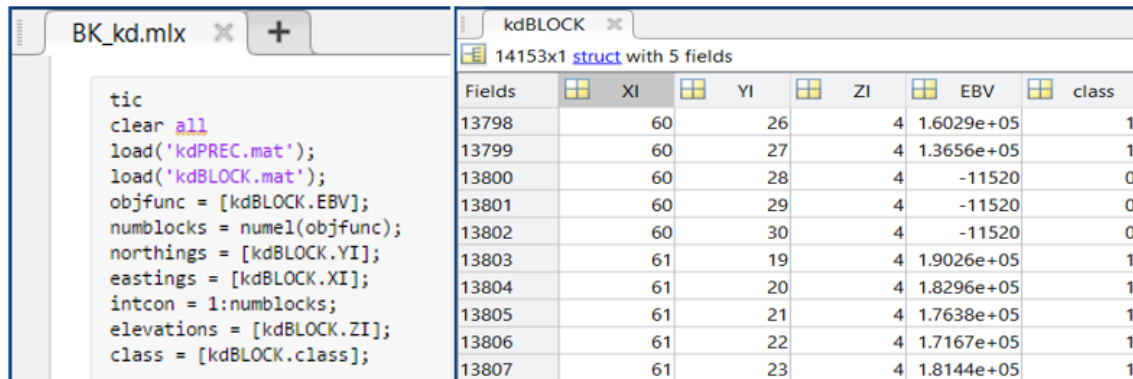 BK_kd.mlx
tic
clear all
load('kdPREC.mat');
load('kdBLOCK.mat');
objfunc = [kdBLOCK.EBV];
numblocks = numel(objfunc);
northings = [kdBLOCK.YI];
eastings = [kdBLOCK.XI];
intcon = 1:numblocks;
elevations = [kdBLOCK.ZI];
class = [kdBLOCK.class];
kdBLOCK
14153x1 struct with 5 fields
Fields XI YI ZI EBV class
13798 60 26 4 1.6029e+05 1
13799 60 27 4 1.3656e+05 1
13800 60 28 4 -11520 0
13801 60 29 4 -11520 0
13802 60 30 4 -11520 0
13803 61 19 4 1.9026e+05 1
13804 61 20 4 1.8296e+05 1
13805 61 21 4 1.7638e+05 1
13806 61 22 4 1.7167e+05 1
13807 61 23 4 1.8144e+05 1